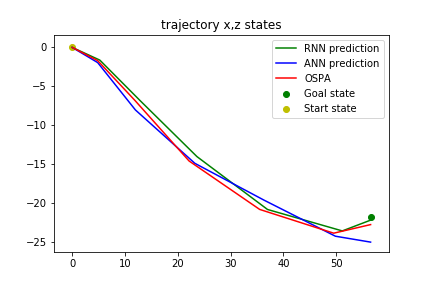 trajectory x,z states
RNN prediction
ANN prediction
OSPA
Goal state
Start state
0
−5
−10
−15
−20
−25
0
10
20
30
40
50